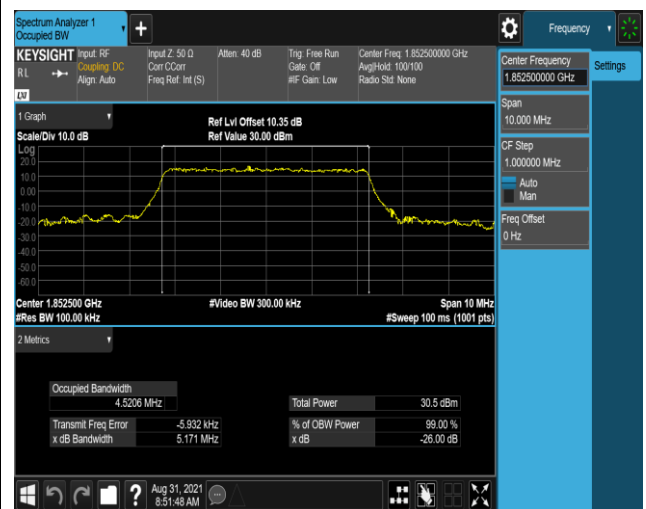 Spectrum Analyzer 1
Occupied BW
+
Frequency
KEYSIGHT Input: RF Input Z: 50 Ω Atten: 40 dB Trig: Free Run Center Freq: 1.852500000 GHz
RL Coupling: DC Corr CCorr Gate: Off Avg|Hold: 100/100
Align: Auto Freq Ref: Int (S) #IF Gain: Low Radio Std: None
LXI
Center Frequency
1.852500000 GHz
Settings
Span
10.000 MHz
CF Step
1.000000 MHz
Auto
Man
Freq Offset
0 Hz
1 Graph
Ref Lvl Offset 10.35 dB
Scale/Div 10.0 dB Ref Value 30.00 dBm
Log
20.0
10.0
0.00
-10.0
-20.0
-30.0
-40.0
-50.0
-60.0
Center 1.852500 GHz #Video BW 300.00 kHz Span 10 MHz
#Res BW 100.00 kHz #Sweep 100 ms (1001 pts)
2 Metrics
Occupied Bandwidth
4.5206 MHz Total Power 30.5 dBm
Transmit Freq Error -5.932 kHz % of OBW Power 99.00 %
x dB Bandwidth 5.171 MHz x dB -26.00 dB
? Aug 31, 2021
8:51:48 AM